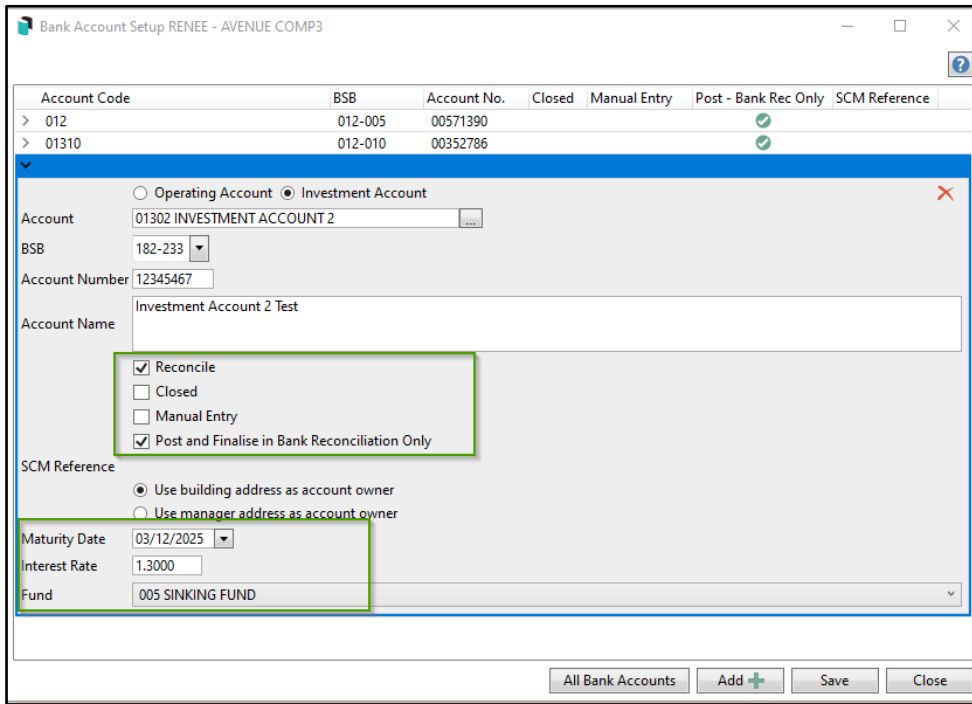 Bank Account Setup RENEE - AVENUE COMP3
?
Account Code BSB Account No. Closed Manual Entry Post - Bank Rec Only SCM Reference
012 012-005 00571390
01310 012-010 00352786
Operating Account Investment Account
Account 01302 INVESTMENT ACCOUNT 2 ...
BSB 182-233
Account Number 12345467
Account Name Investment Account 2 Test
Reconcile
Closed
Manual Entry
Post and Finalise in Bank Reconciliation Only
SCM Reference
Use building address as account owner
Use manager address as account owner
Maturity Date 03/12/2025
Interest Rate 1.3000
Fund 005 SINKING FUND
All Bank Accounts Add Save Close